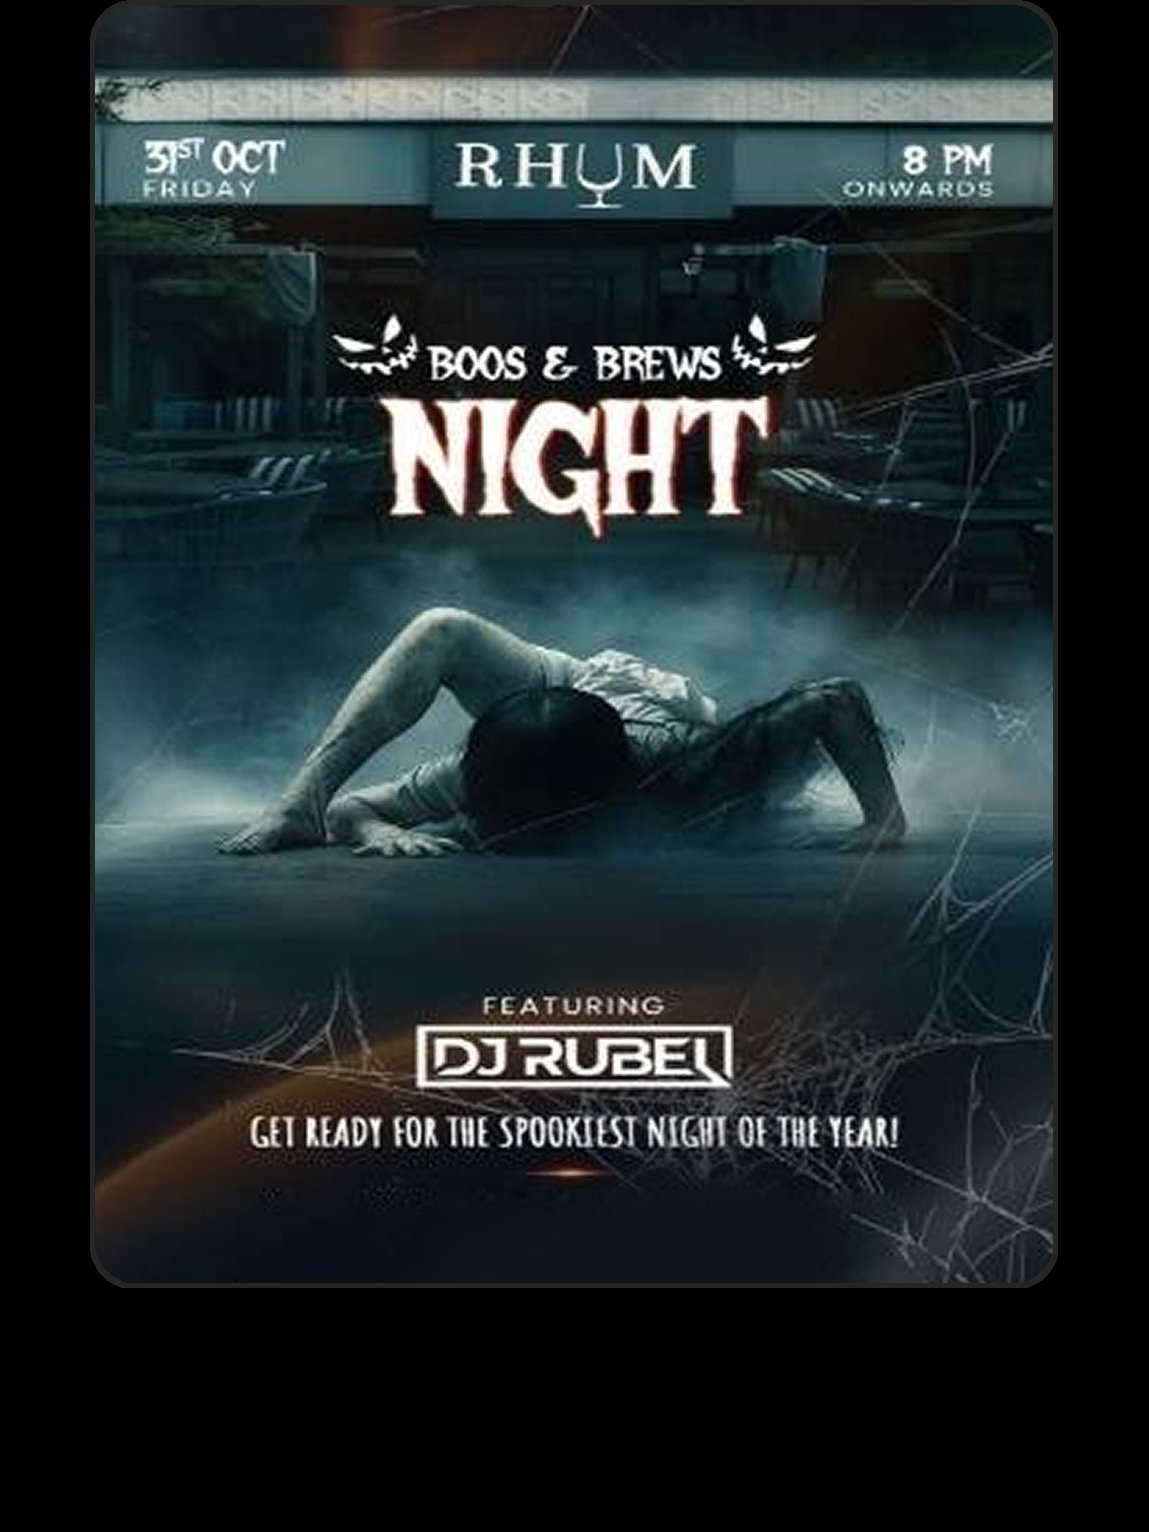 31ST OCT
FRIDAY
RHUM
8 PM
ONWARDS
BOOS & BREWS
NIGHT
FEATURING
DJ RUBEL
GET READY FOR THE SPOOKIEST NIGHT OF THE YEAR!